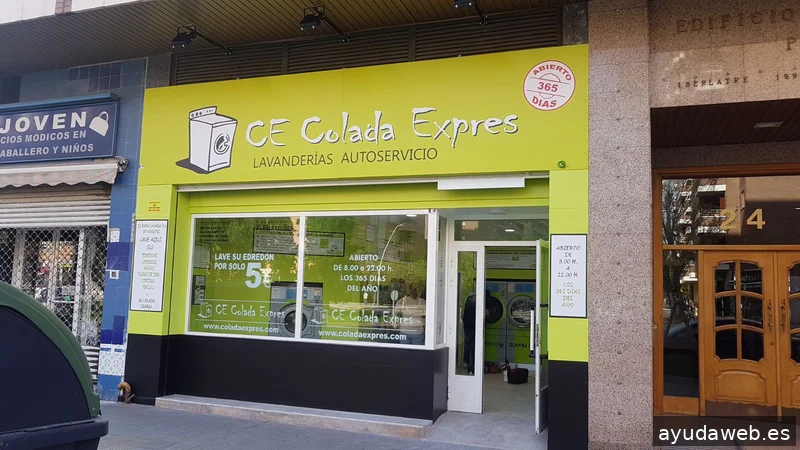 JOVEN
CIOS MODICOS EN
ABALLERO Y NIÑOS
CE Colada Expres
LAVANDERÍAS AUTOSERVICIO
ABIERTO
365
DIAS
EDIFICIO
P
IBERLATRE 199
24
LAVE AQUI
LAVE SU EDREDON
POR SOLO 5€
CE Colada Expres
www.coladaexpres.com
ABIERTO
DE 8.00 a 22:00 h.
LOS 365 DIAS
DEL AÑO
CE Colada Expres
www.coladaexpres.com
ABIERTO
DE 8.00
A
22.00 H.
LOS
365 DIAS
DEL
AÑO
ayudaweb.es